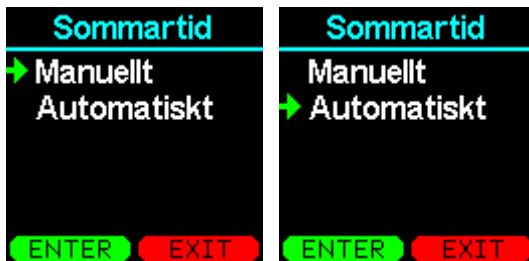 Sommartid
Manuellt
Automatiskt
ENTER EXIT
Sommartid
Manuellt
Automatiskt
ENTER EXIT